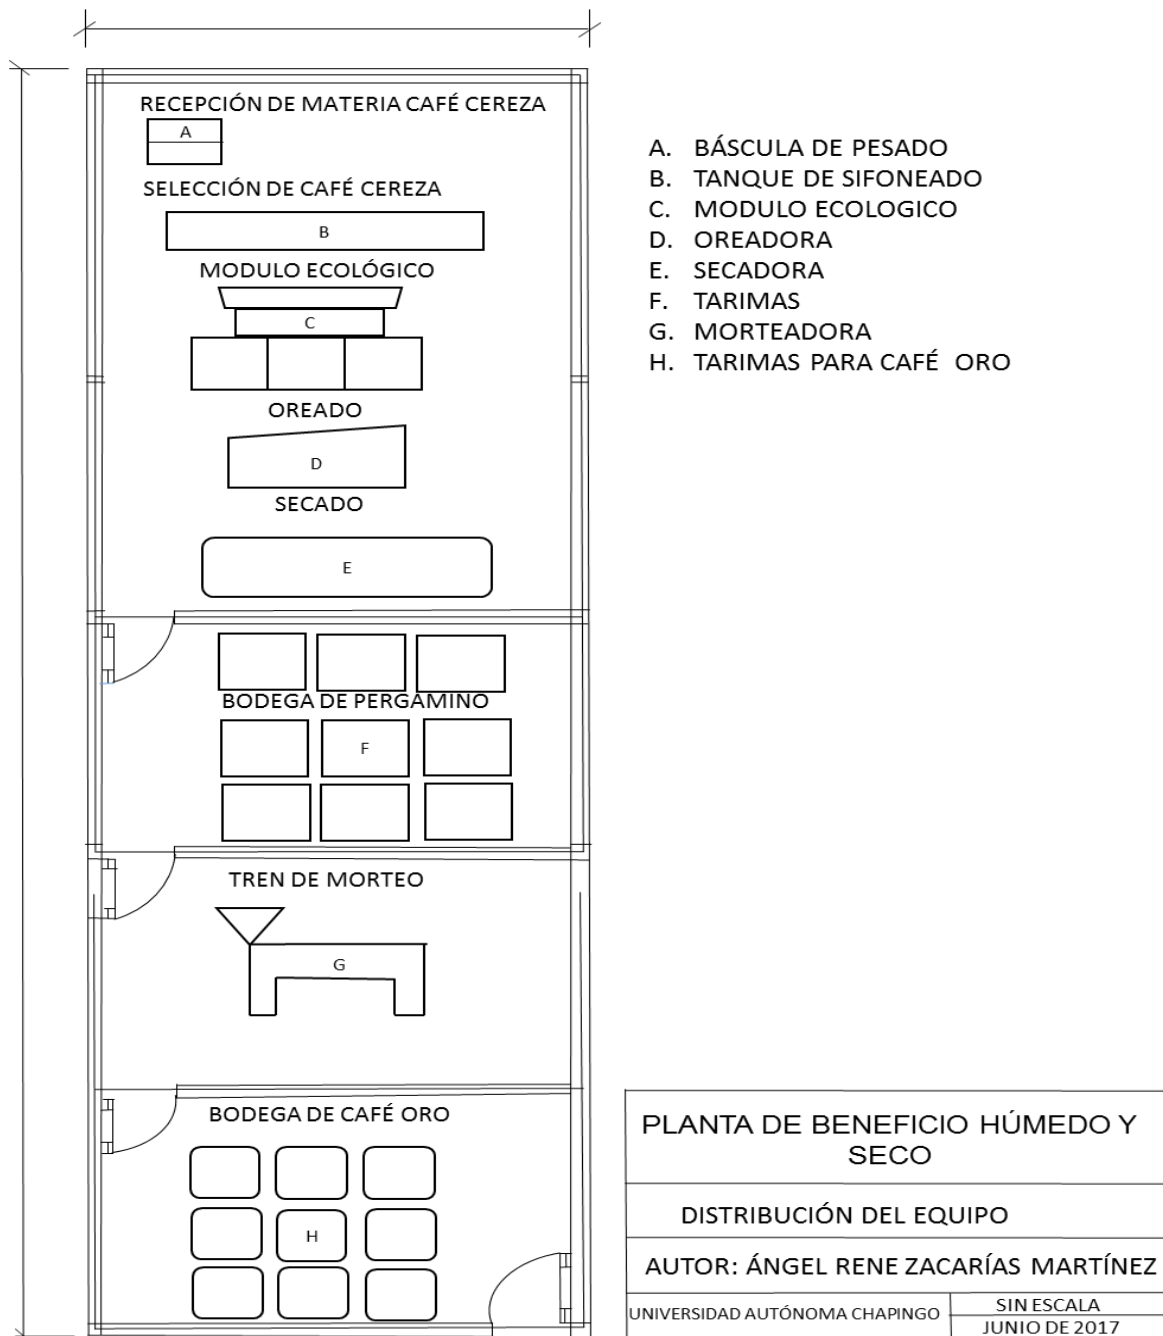 RECEPCIÓN DE MATERIA CAFÉ CEREZA
A
SELECCIÓN DE CAFÉ CEREZA
B
MODULO ECOLÓGICO
C
OREADO
D
SECADO
E
BODEGA DE PERGAMINO
F
TREN DE MORTEO
G
BODEGA DE CAFÉ ORO
H
A. BÁSCULA DE PESADO
B. TANQUE DE SIFONEADO
C. MODULO ECOLOGICO
D. OREADORA
E. SECADORA
F. TARIMAS
G. MORTEADORA
H. TARIMAS PARA CAFÉ ORO
PLANTA DE BENEFICIO HÚMEDO Y
SECO
DISTRIBUCIÓN DEL EQUIPO
AUTOR: ÁNGEL RENE ZACARÍAS MARTÍNEZ
UNIVERSIDAD AUTÓNOMA CHAPINGO
SIN ESCALA
JUNIO DE 2017